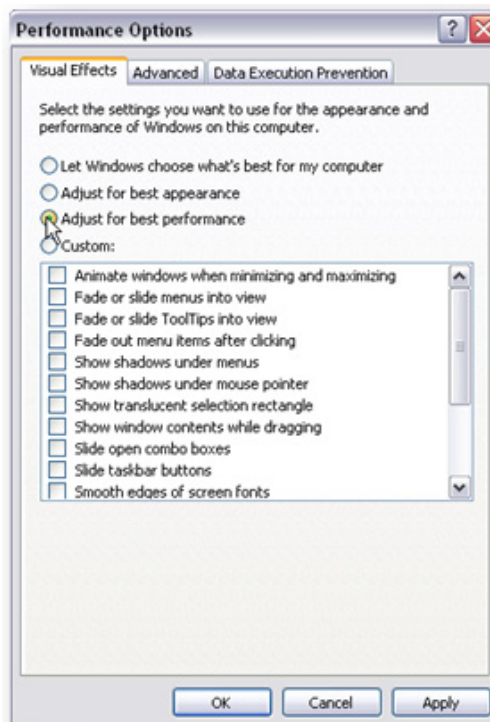 Performance Options
Visual Effects Advanced Data Execution Prevention
Select the settings you want to use for the appearance and
performance of Windows on this computer.
Let Windows choose what's best for my computer
Adjust for best appearance
Adjust for best performance
Custom:
Animate windows when minimizing and maximizing
Fade or slide menus into view
Fade or slide ToolTips into view
Fade out menu items after clicking
Show shadows under menus
Show shadows under mouse pointer
Show translucent selection rectangle
Show window contents while dragging
Slide open combo boxes
Slide taskbar buttons
Smooth edges of screen fonts
OK Cancel Apply